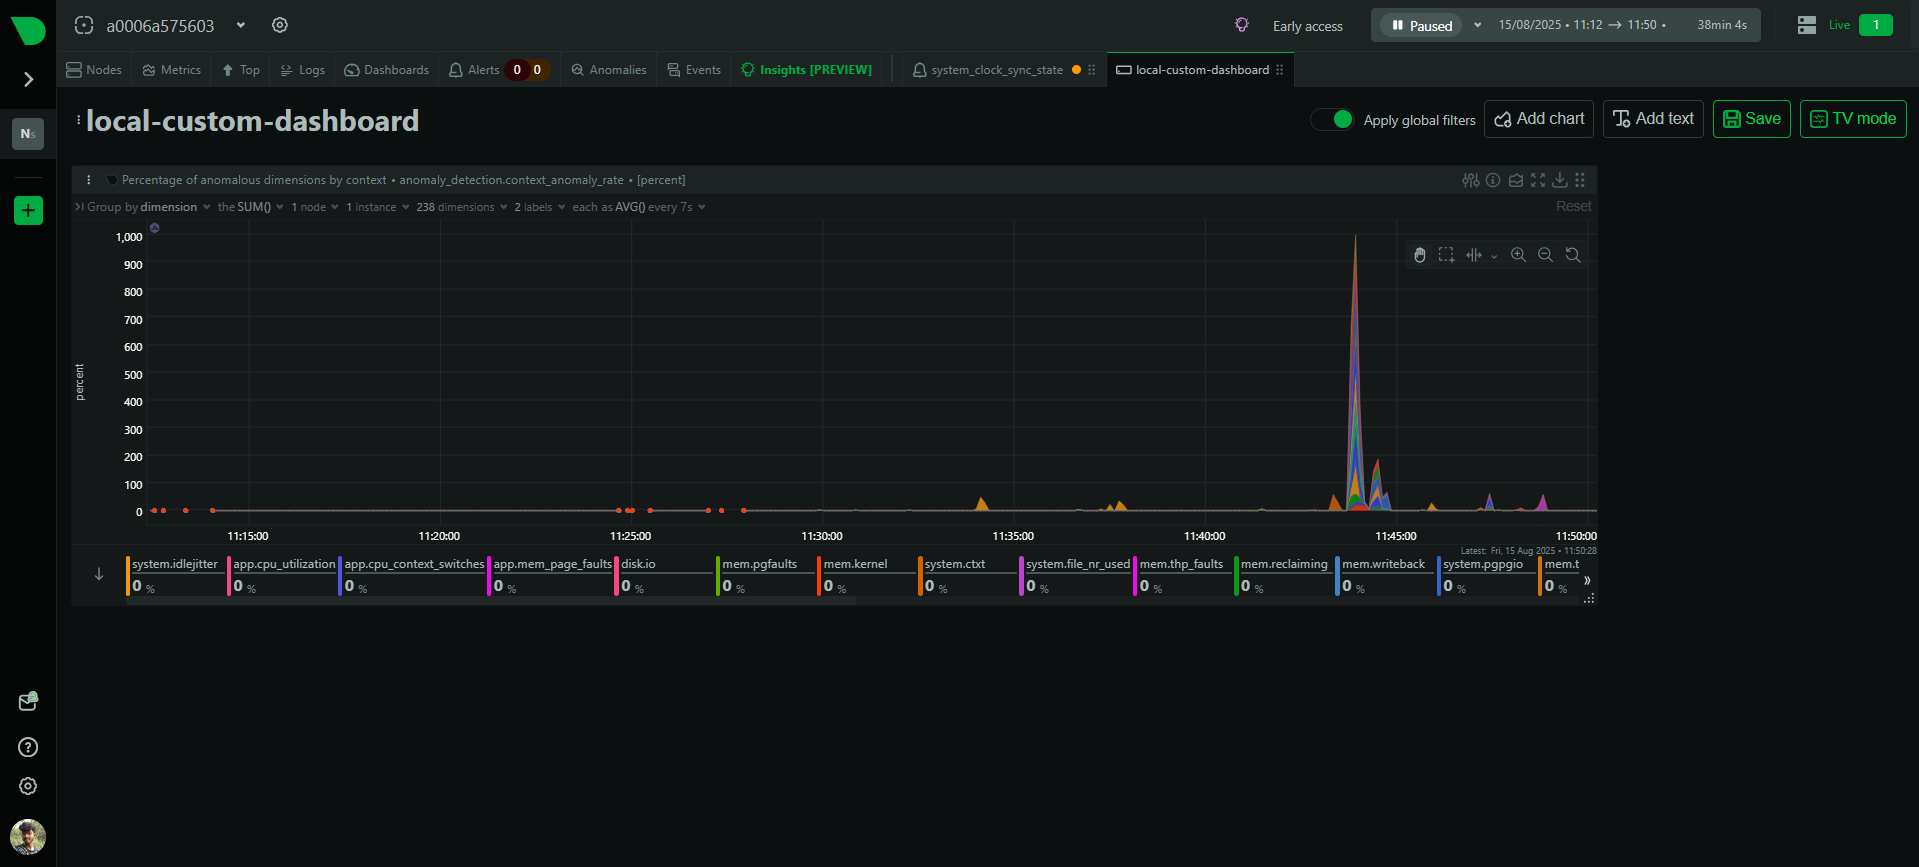 a0006a575603
Early access
Paused 15/08/2025 • 11:12 → 11:50 • 38min 4s
Live 1
Nodes Metrics Top Logs Dashboards Alerts 0 0 Anomalies Events Insights [PREVIEW] system_clock_sync_state local-custom-dashboard
Ns
local-custom-dashboard
Apply global filters Add chart Add text Save TV mode
Percentage of anomalous dimensions by context • anomaly_detection.context_anomaly_rate • [percent]
Group by dimension the SUM() 1 node 1 instance 238 dimensions 2 labels each as AVG() every 7s Reset
1,000
900
800
700
600
500
400
300
200
100
0
percent
11:15:00 11:20:00 11:25:00 11:30:00 11:35:00 11:40:00 11:45:00 11:50:00
Latest: Fri, 15 Aug 2025 • 11:50:28
system.idlejitter app.cpu_utilization app.cpu_context_switches app.mem_page_faults disk.io mem.pgfaults mem.kernel system.ctxt system.file_nr_used mem.thp_faults mem.reclaiming mem.writeback system.pgpgio mem.t
0 % 0 % 0 % 0 % 0 % 0 % 0 % 0 % 0 % 0 % 0 % 0 % 0 % 0 %